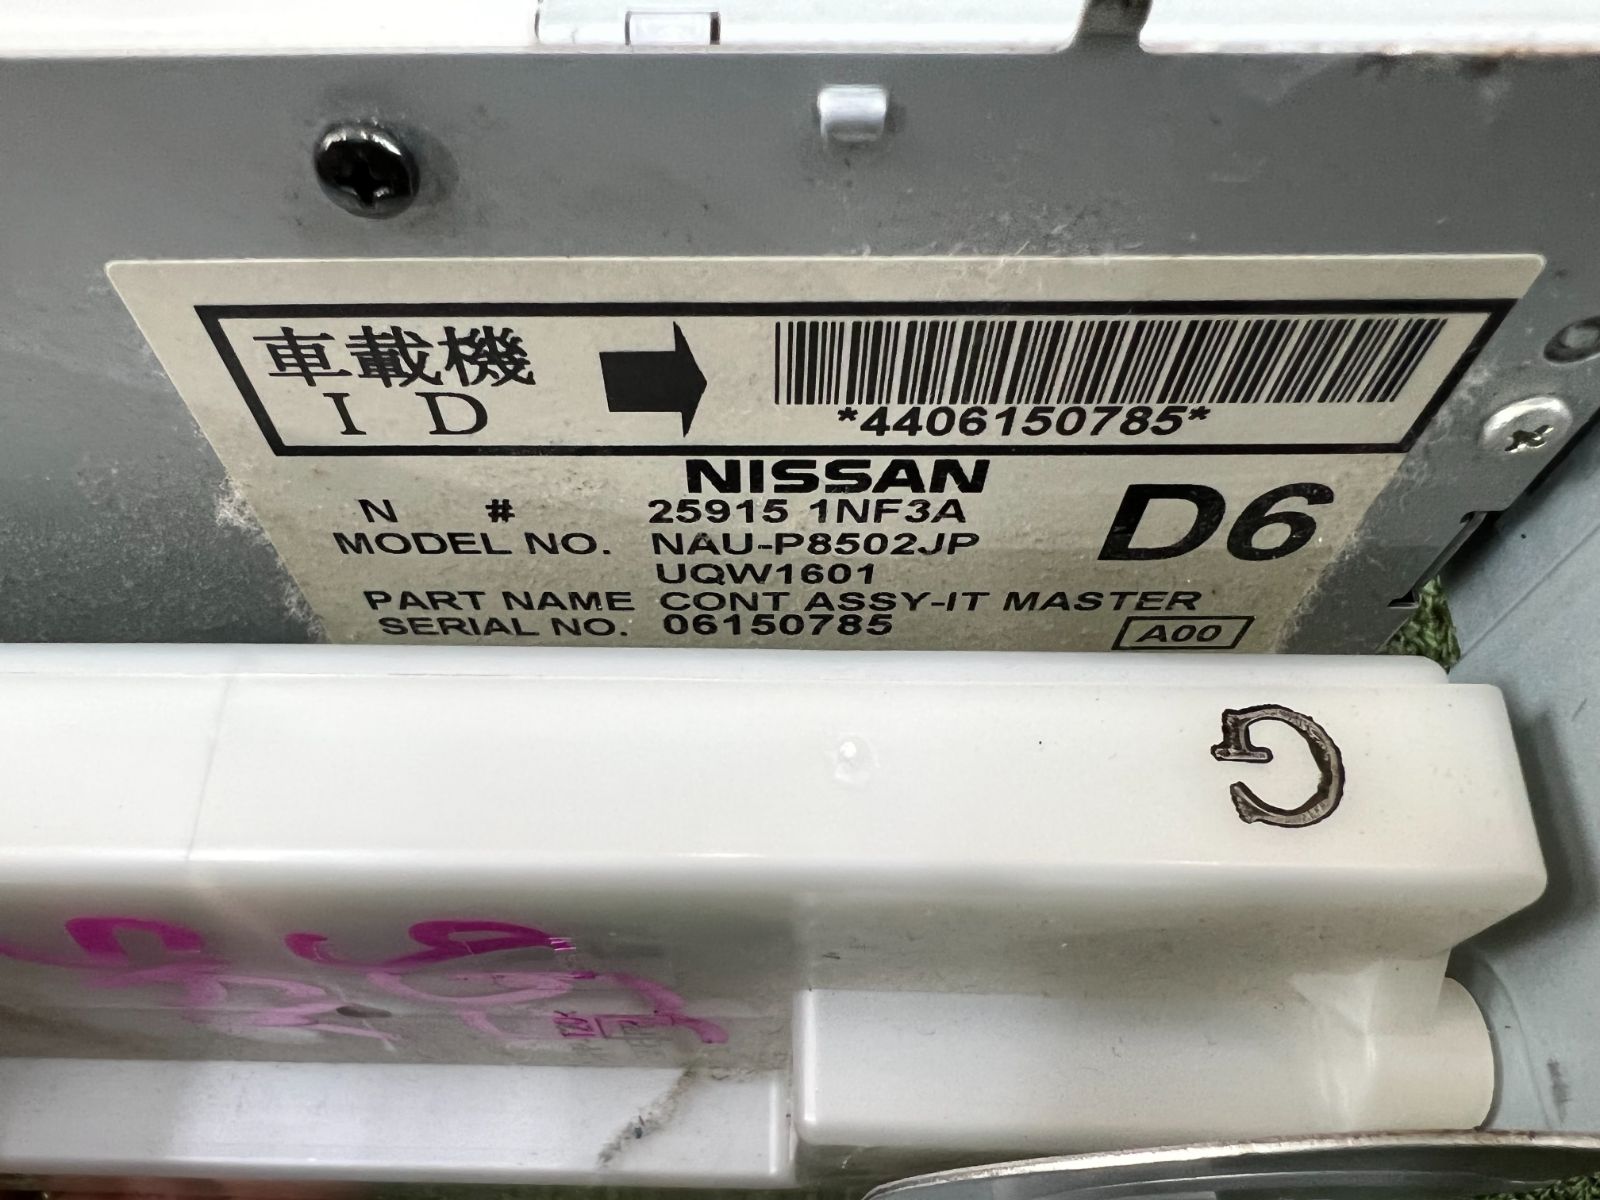 車載機
I D
*4406150785*
NISSAN
N # 25915 1NF3A
D6
MODEL NO. NAU-P8502JP
UQW1601
PART NAME CONT ASSY-IT MASTER
SERIAL NO. 06150785
A00
G